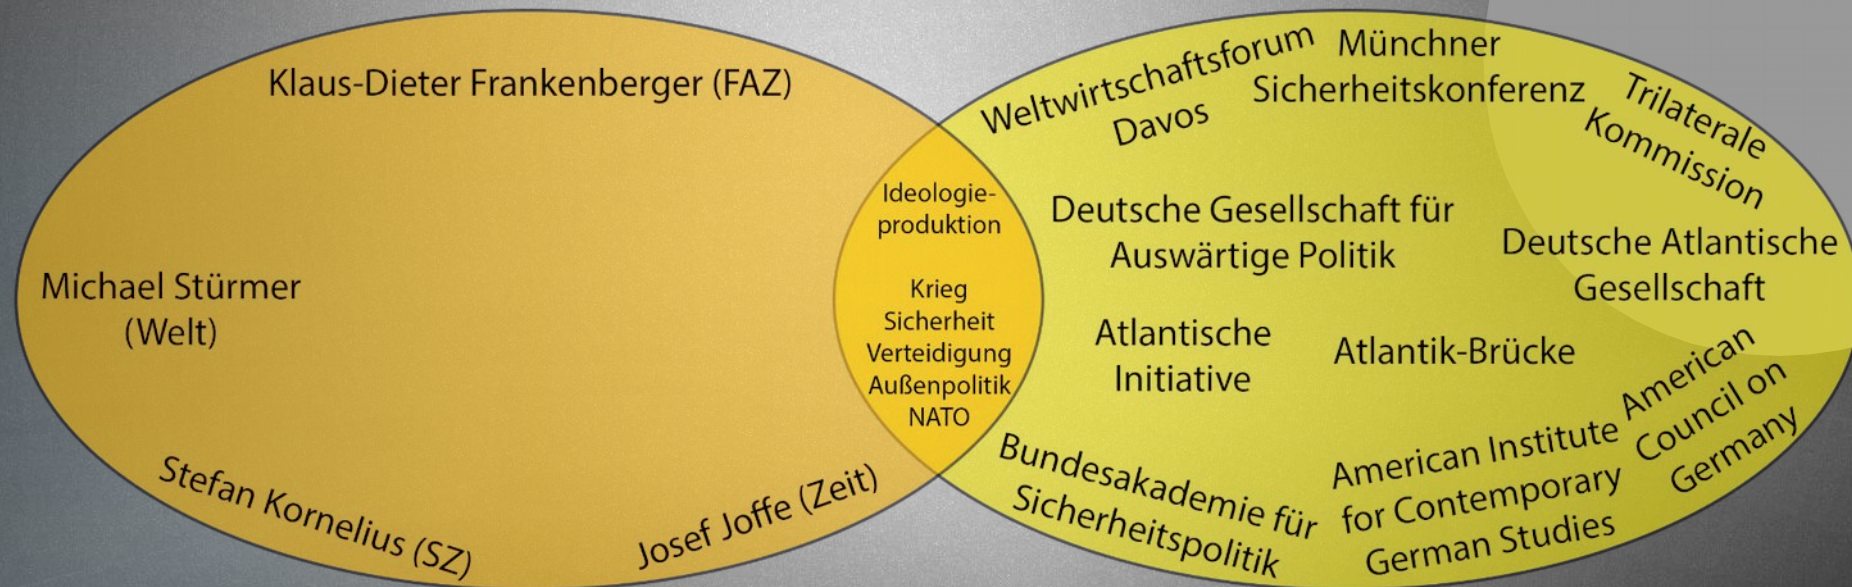 Klaus-Dieter Frankenberger (FAZ)
Michael Stürmer
(Welt)
Stefan Kornelius (SZ)
Josef Joffe (Zeit)
Ideologie-
produktion
Krieg
Sicherheit
Verteidigung
Außenpolitik
NATO
Weltwirtschaftsforum
Davos
Münchner
Sicherheitskonferenz
Trilaterale
Kommission
Deutsche Gesellschaft für
Auswärtige Politik
Deutsche Atlantische
Gesellschaft
Atlantische
Initiative
Atlantik-Brücke
Bundesakademie für
Sicherheitspolitik
American Institute
for Contemporary
German Studies
American
Council on
Germany